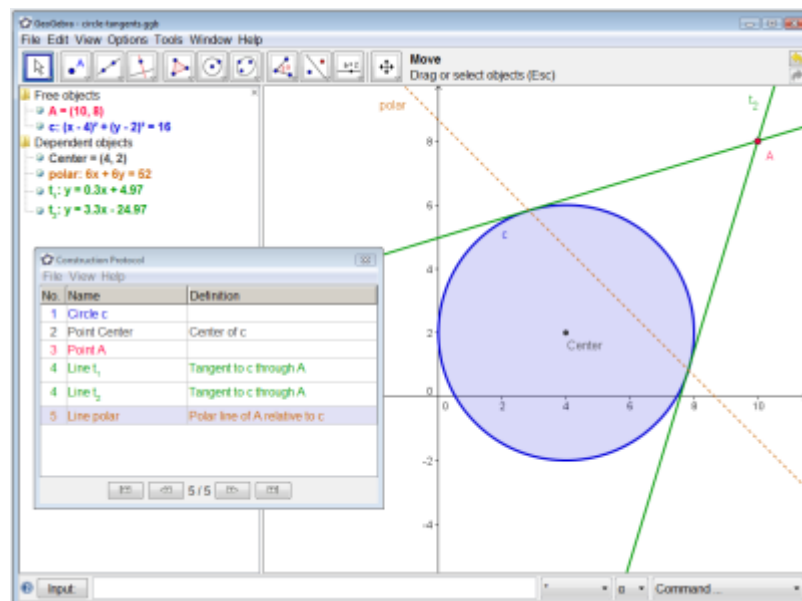 GeoGebra - circle-tangents.ggb
File Edit View Options Tools Window Help
Move
Drag or select objects (Esc)
Free objects
A = (10, 8)
c: (x - 4)² + (y - 2)² = 16
Dependent objects
Center = (4, 2)
polar: 6x + 6y = 52
t₁: y = 0.3x + 4.97
t₂: y = 3.3x - 24.97
polar
t₂
A
c
Center
8
6
4
2
0
-2
-4
0 2 4 6 8 10
Construction Protocol
File View Help
No. Name Definition
1 Circle c
2 Point Center Center of c
3 Point A
4 Line t₁ Tangent to c through A
4 Line t₂ Tangent to c through A
5 Line polar Polar line of A relative to c
5 / 5
Input:
° α Command ...